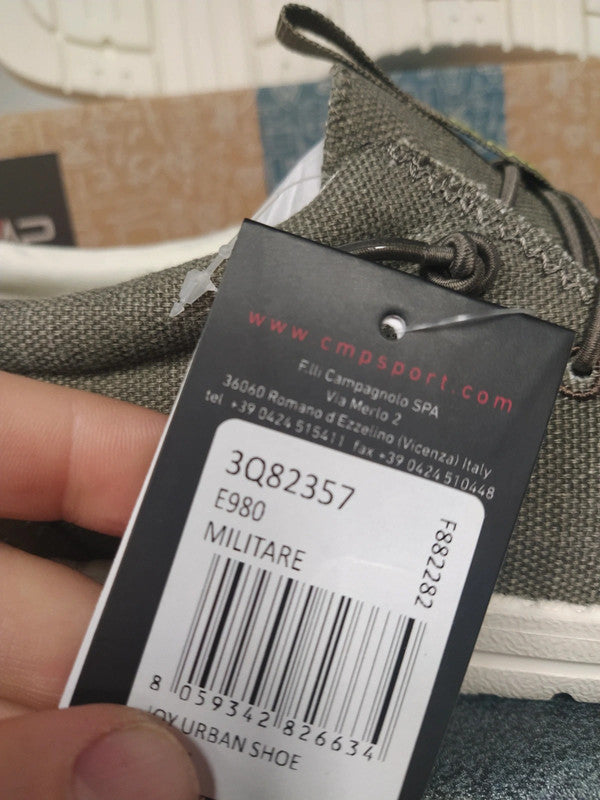 www.cmpsport.com
F.lli Campagnolo SPA
Via Merlo 2
36060 Romano d'Ezzelino (Vicenza) Italy
tel +39 0424 515411 fax +39 0424 510448
3Q82357
E980
MILITARE
F882282
8 059342 826634
JOY URBAN SHOE